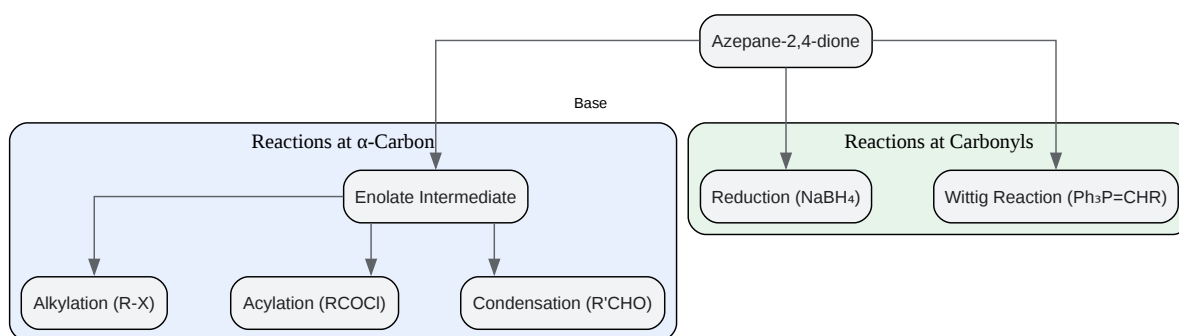 Azepane-2,4-dione
Base
Reactions at α-Carbon
Reactions at Carbonyls
Enolate Intermediate
Reduction (NaBH₄)
Wittig Reaction (Ph₃P=CHR)
Alkylation (R-X)
Acylation (RCOCl)
Condensation (R'CHO)